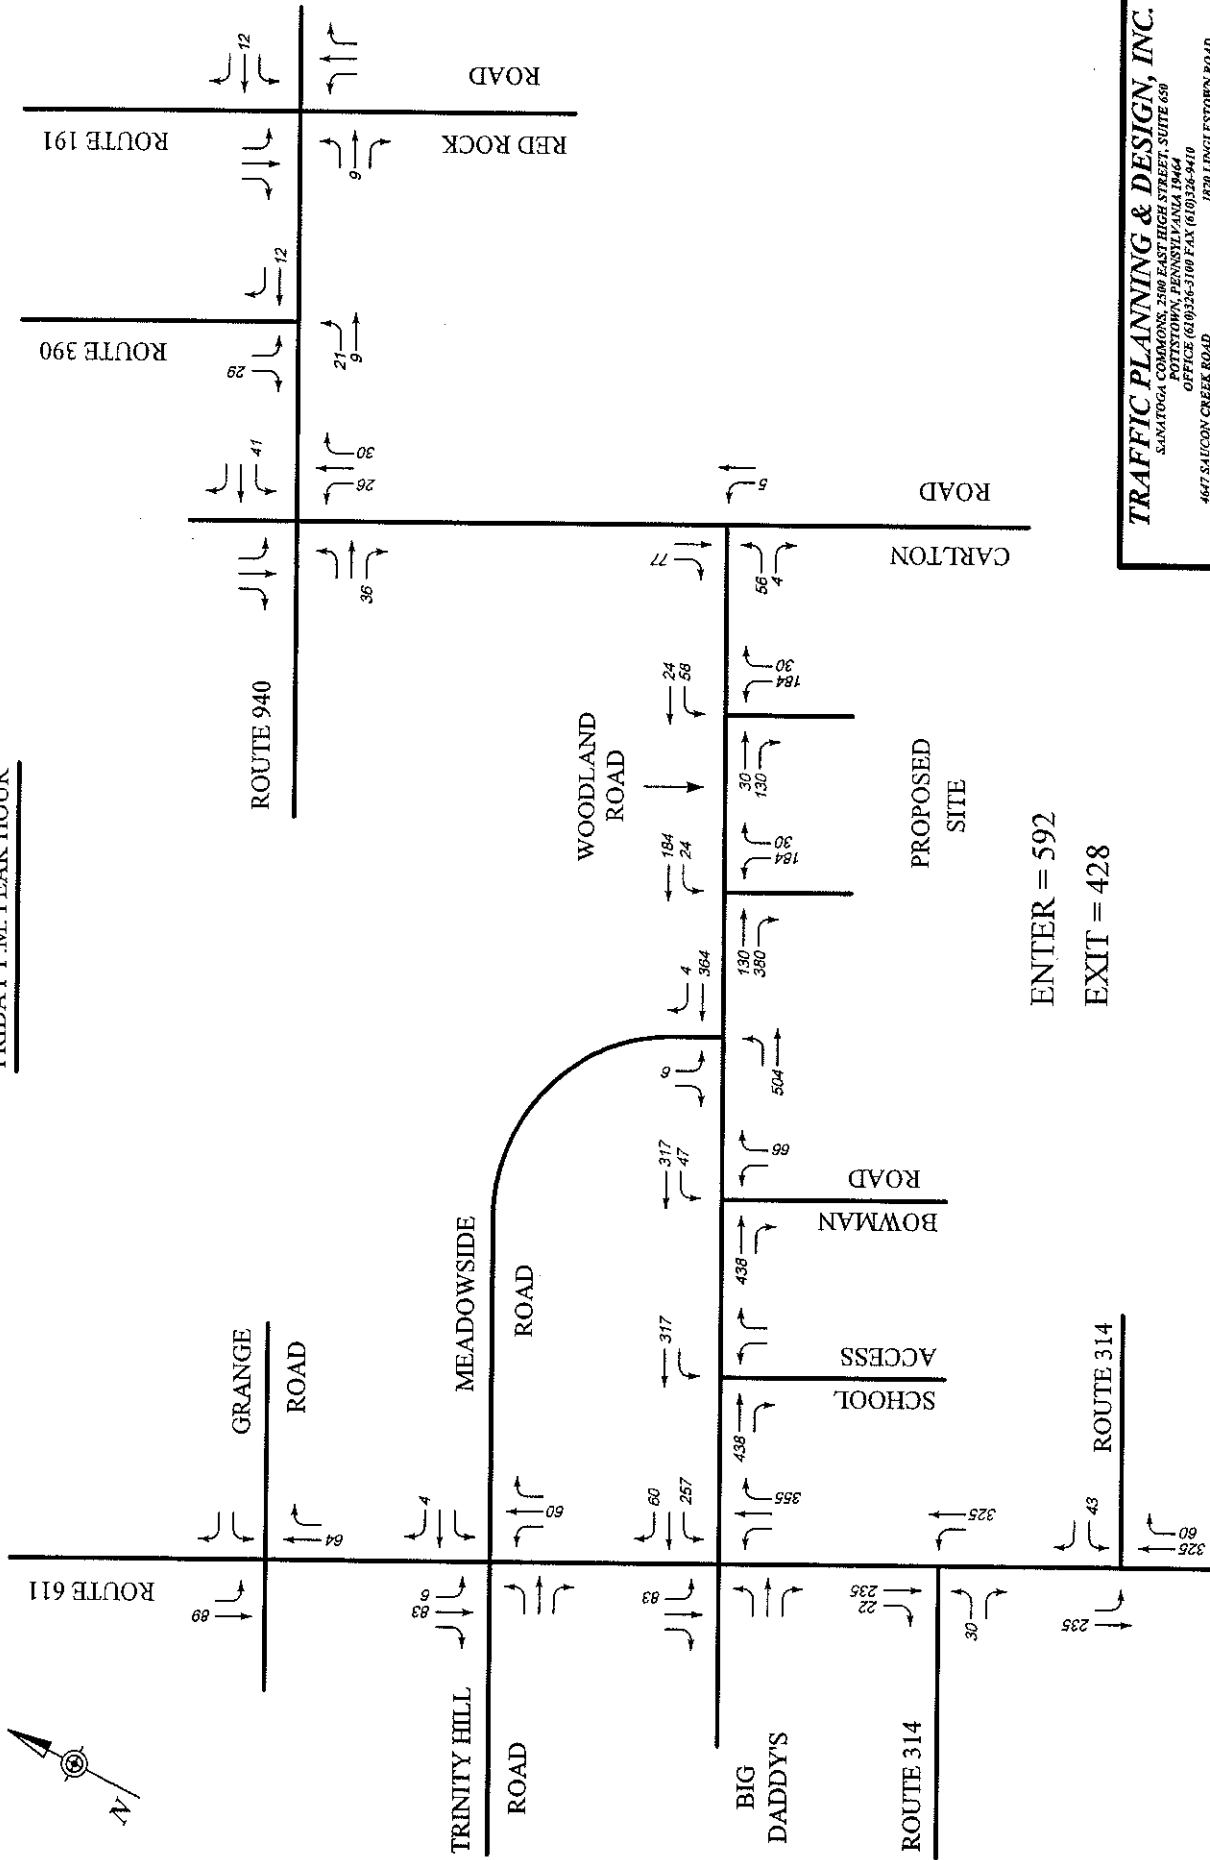 FRIDAY P.M. PEAK HOUR
12
ROUTE 191
ROAD
RED ROCK
9
12
ROUTE 390
29
21
9
41
30
26
36
ROUTE 940
77
5
ROAD
CARLTON
56
4
WOODLAND
ROAD
24
58
30
184
30
130
184
24
30
184
130
380
PROPOSED
SITE
ENTER = 592
EXIT = 428
4
364
504
317
47
66
ROAD
BOWMAN
438
MEADOWSIDE
ROAD
317
ACCESS
SCHOOL
438
GRANGE
ROAD
64
ROUTE 611
89
4
60
83
TRINITY HILL
ROAD
60
257
355
83
BIG
DADDY'S
325
235
22
30
ROUTE 314
ROUTE 314
43
60
325
235
N
TRAFFIC PLANNING & DESIGN, INC.
SANATOGA COMMONS, 2500 EAST HIGH STREET, SUITE 650
POTTSTOWN, PENNSYLVANIA 19464
OFFICE (610)326-3100 FAX (610)326-9410
4647 SAUCON CREEK ROAD
1820 LINGLESTOWN ROAD